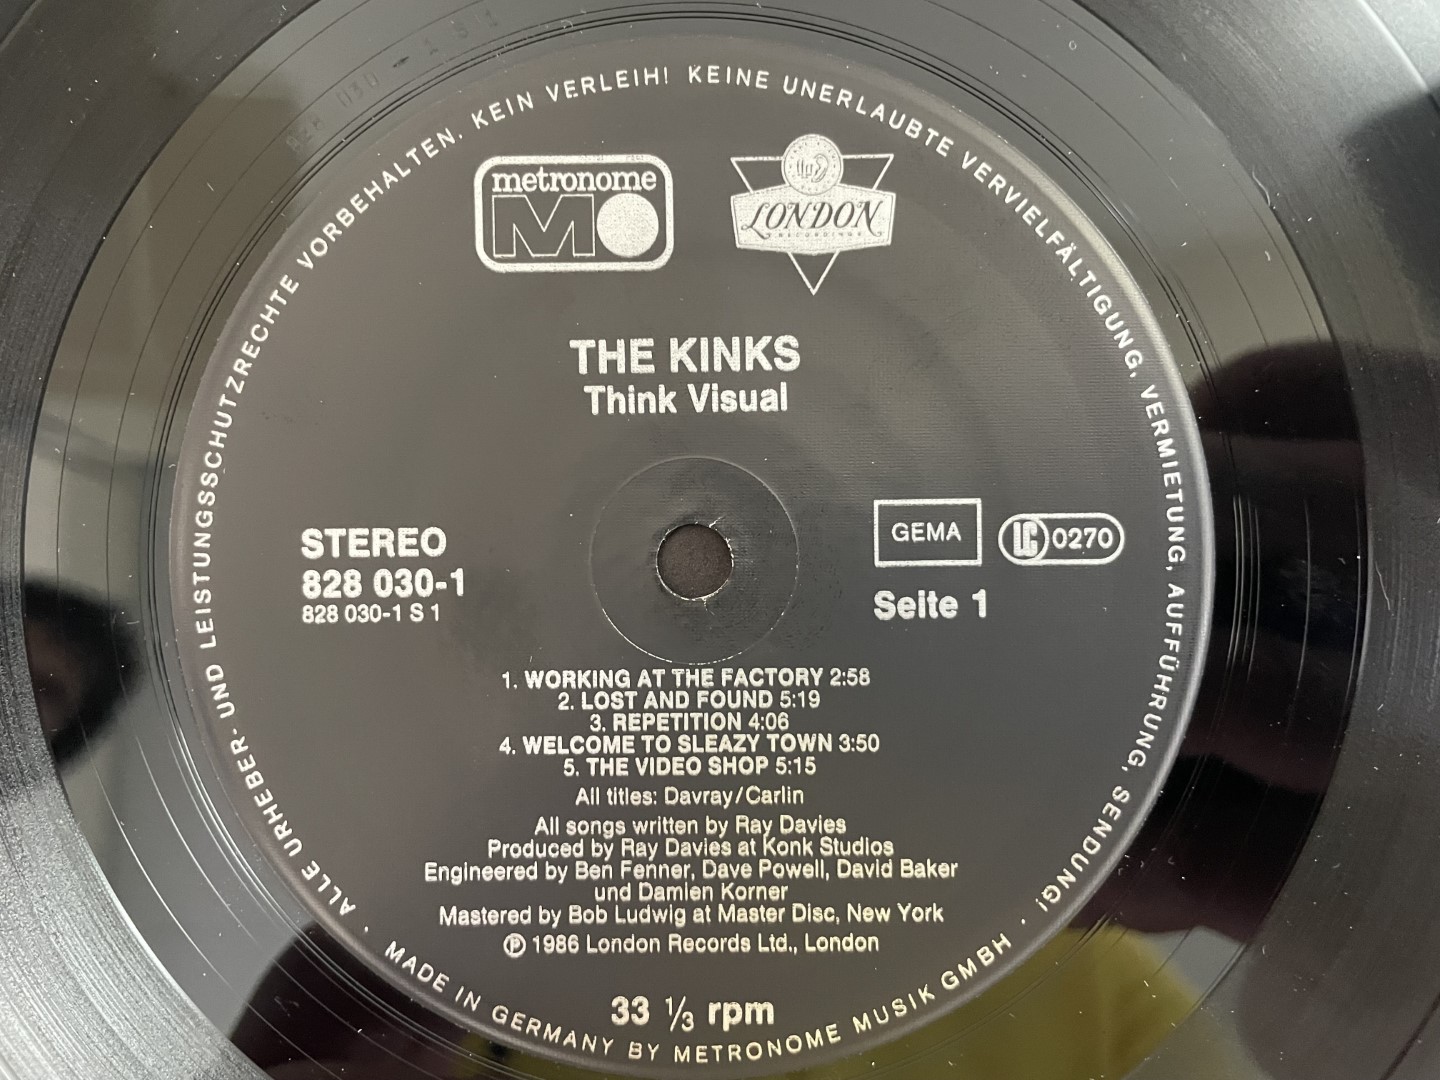 ALLE URHEBER- UND LEISTUNGSSCHUTZRECHTE VORBEHALTEN. KEIN VERLEIH! KEINE UNERLAUBTE VERVIELFÄLTIGUNG, VERMIETUNG, AUFFÜHRUNG, SENDUNG!
metronome
LONDON
RECORDINGS
THE KINKS
Think Visual
STEREO
828 030-1
828 030-1 S 1
GEMA
LC 0270
Seite 1
1. WORKING AT THE FACTORY 2:58
2. LOST AND FOUND 5:19
3. REPETITION 4:06
4. WELCOME TO SLEAZY TOWN 3:50
5. THE VIDEO SHOP 5:15
All titles: Davray/Carlin
All songs written by Ray Davies
Produced by Ray Davies at Konk Studios
Engineered by Ben Fenner, Dave Powell, David Baker
und Damien Korner
Mastered by Bob Ludwig at Master Disc, New York
℗ 1986 London Records Ltd., London
33 ⅓ rpm
· MADE IN GERMANY BY METRONOME MUSIK GMBH ·